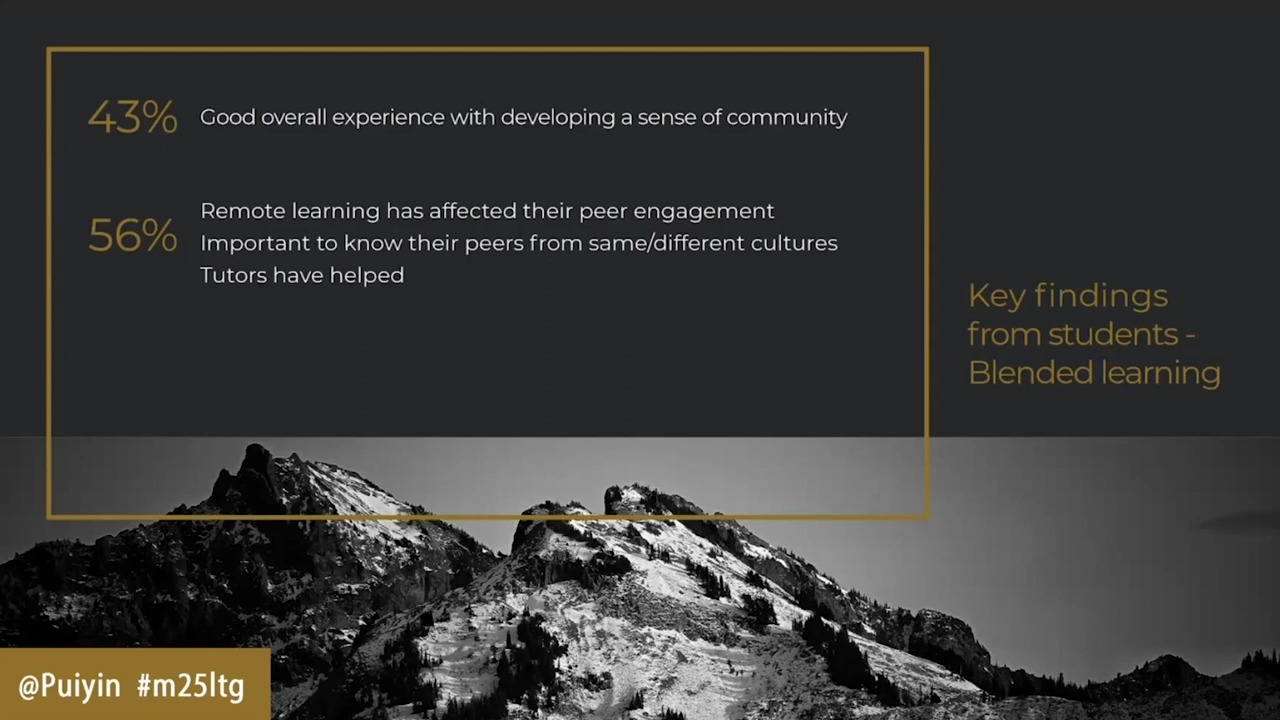 43% Good overall experience with developing a sense of community
Remote learning has affected their peer engagement
56% Important to know their peers from same/different cultures
Tutors have helped
Key findings
from students -
Blended learning
@Puiyin #m25ltg